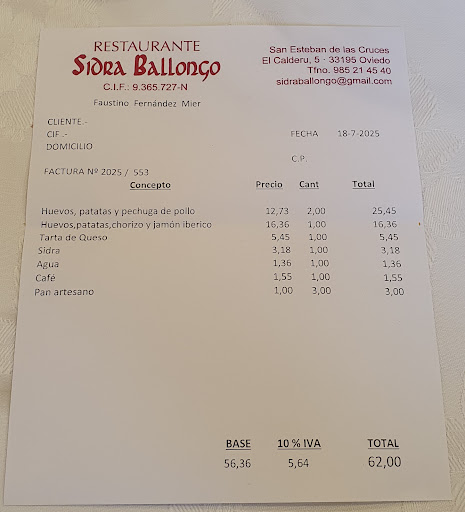 RESTAURANTE
SIDRA BALLONGO
C.I.F.: 9.365.727-N
Faustino Fernández Mier
San Esteban de las Cruces
El Calderu, 5 - 33195 Oviedo
Tfno. 985 21 45 40
sidraballongo@gmail.com
CLIENTE.-
CIF.-
FECHA 18-7-2025
DOMICILIO
C.P.
FACTURA Nº 2025 / 553
Concepto Precio Cant Total
Huevos, patatas y pechuga de pollo 12,73 2,00 25,45
Huevos,patatas,chorizo y jamón iberico 16,36 1,00 16,36
Tarta de Queso 5,45 1,00 5,45
Sidra 3,18 1,00 3,18
Agua 1,36 1,00 1,36
Café 1,55 1,00 1,55
Pan artesano 1,00 3,00 3,00
BASE 10 % IVA TOTAL
56,36 5,64 62,00